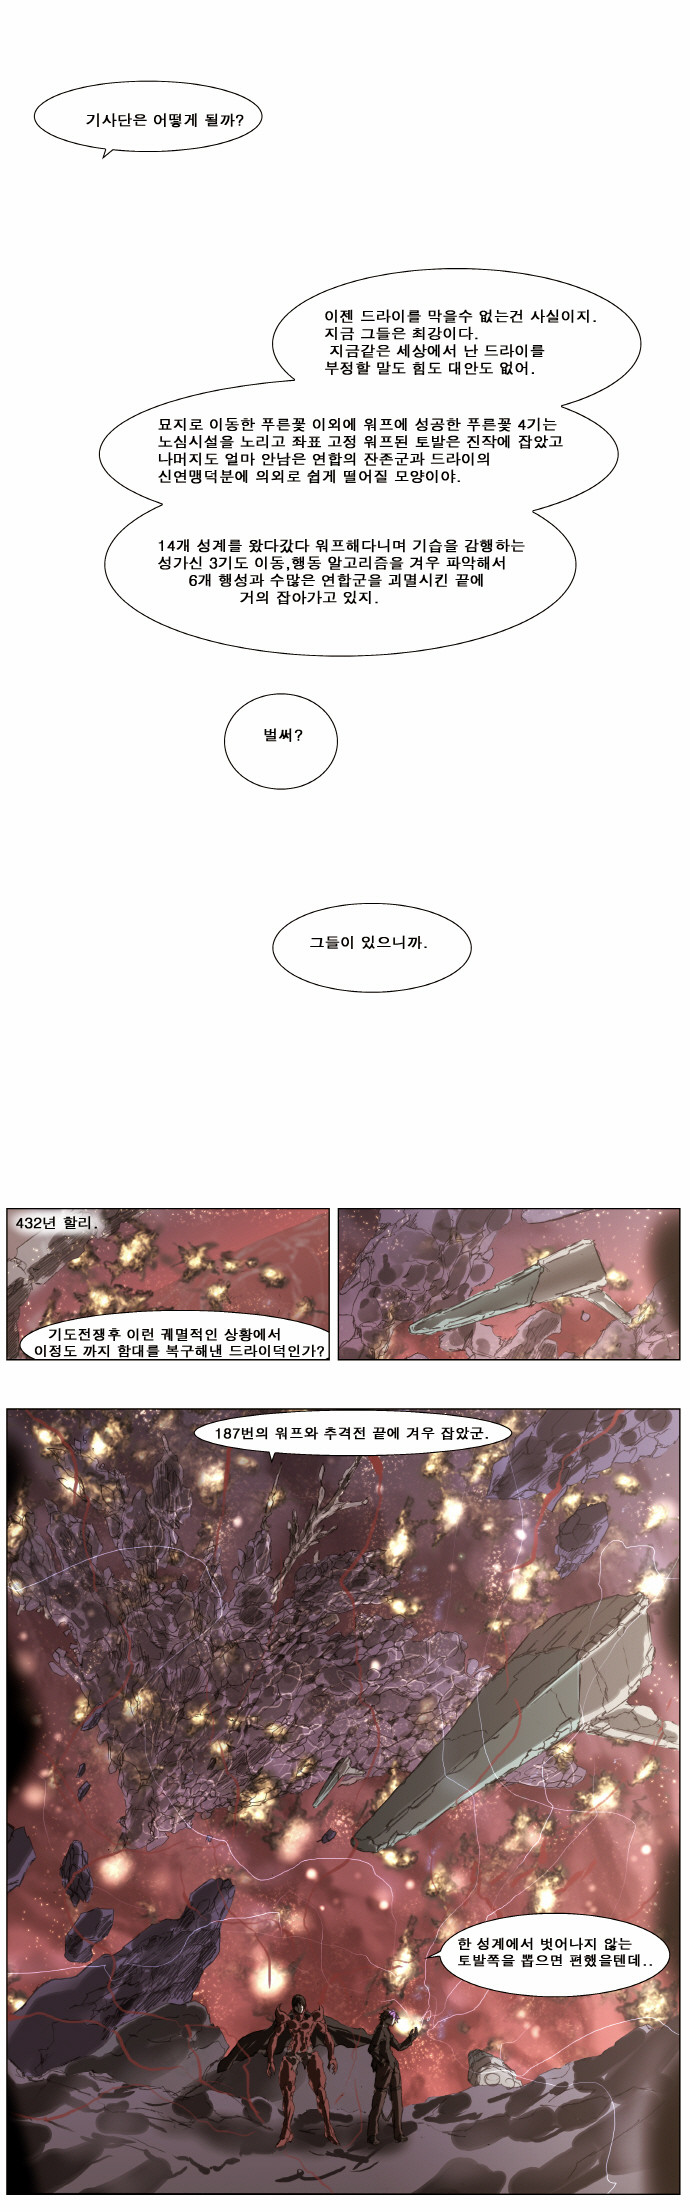 기사단은 어떻게 될까?
이젠 드라이를 막을수 없는건 사실이지.
지금 그들은 최강이다.
지금같은 세상에서 난 드라이를
부정할 말도 힘도 대안도 없어.
묘지로 이동한 푸른꽃 이외에 워프에 성공한 푸른꽃 4기는
노심시설을 노리고 좌표 고정 워프된 토발은 진작에 잡았고
나머지도 얼마 안남은 연합의 잔존군과 드라이의
신연맹덕분에 의외로 쉽게 떨어질 모양이야.
14개 성계를 왔다갔다 워프해다니며 기습을 감행하는
성가신 3기도 이동,행동 알고리즘을 겨우 파악해서
6개 행성과 수많은 연합군을 괴멸시킨 끝에
거의 잡아가고 있지.
벌써?
그들이 있으니까.
432년 할리.
기도전쟁후 이런 궤멸적인 상황에서
이정도 까지 함대를 복구해낸 드라이덕인가?
187번의 워프와 추격전 끝에 겨우 잡았군.
한 성계에서 벗어나지 않는
토발쪽을 뽑으면 편했을텐데..